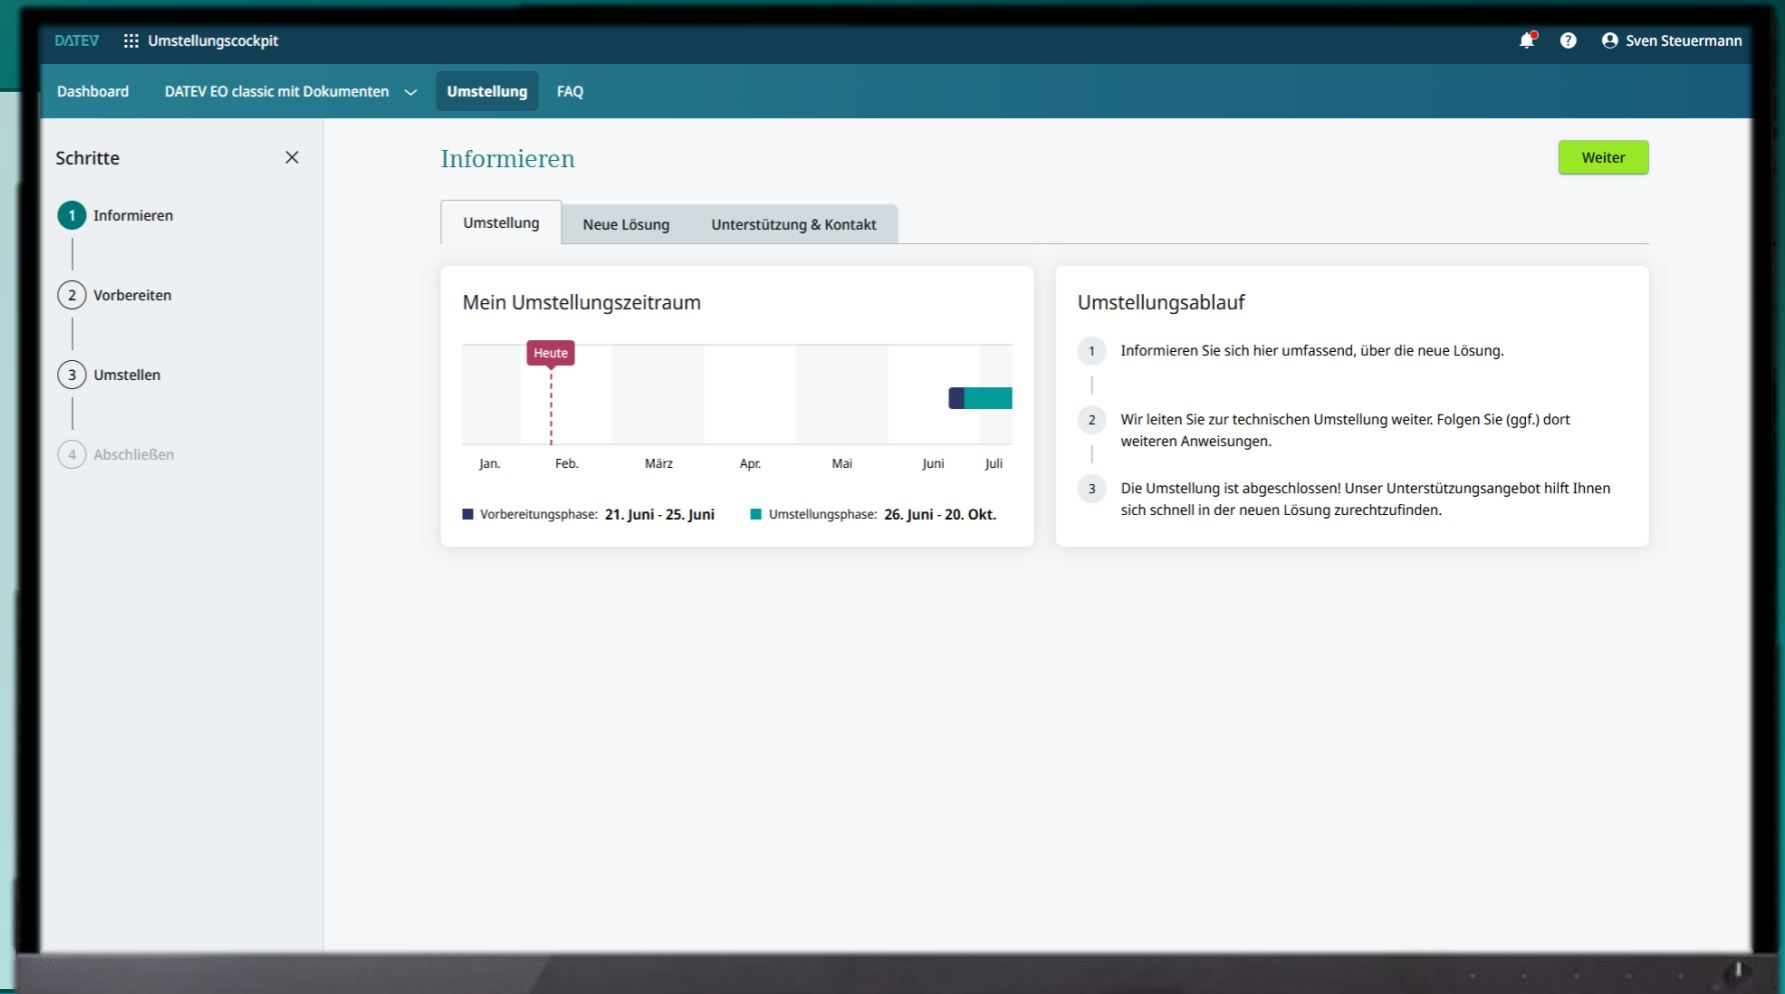 DATEV Umstellungscockpit
Sven Steuermann
Dashboard
DATEV EO classic mit Dokumenten
Umstellung
FAQ
Schritte
1 Informieren
2 Vorbereiten
3 Umstellen
4 Abschließen
Informieren
Weiter
Umstellung
Neue Lösung
Unterstützung & Kontakt
Mein Umstellungszeitraum
Heute
Jan. Feb. März Apr. Mai Juni Juli
Vorbereitungsphase: 21. Juni - 25. Juni
Umstellungsphase: 26. Juni - 20. Okt.
Umstellungsablauf
1 Informieren Sie sich hier umfassend, über die neue Lösung.
2 Wir leiten Sie zur technischen Umstellung weiter. Folgen Sie (ggf.) dort
weiteren Anweisungen.
3 Die Umstellung ist abgeschlossen! Unser Unterstützungsangebot hilft Ihnen
sich schnell in der neuen Lösung zurechtzufinden.